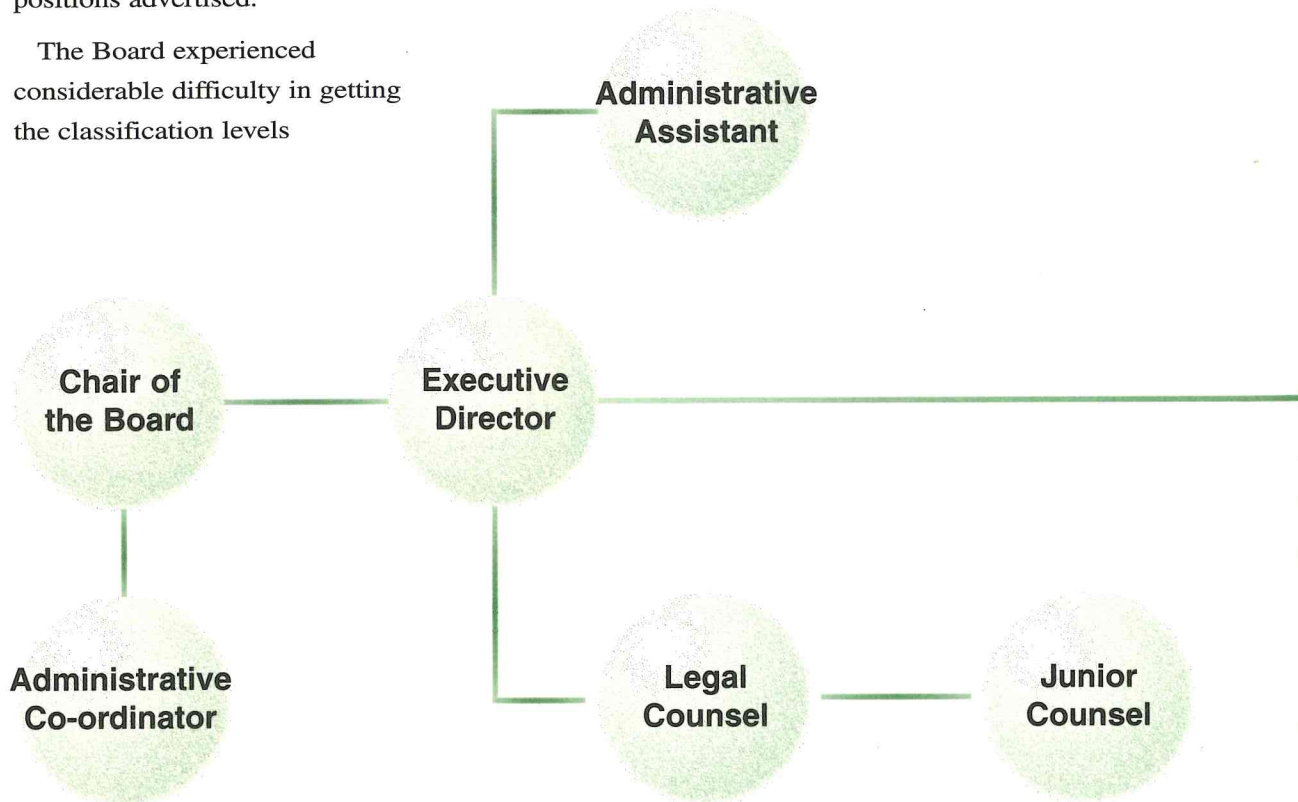 positions advertised.
The Board experienced
considerable difficulty in getting
the classification levels
Administrative
Assistant
Chair of
the Board
Executive
Director
Administrative
Co-ordinator
Legal
Counsel
Junior
Counsel